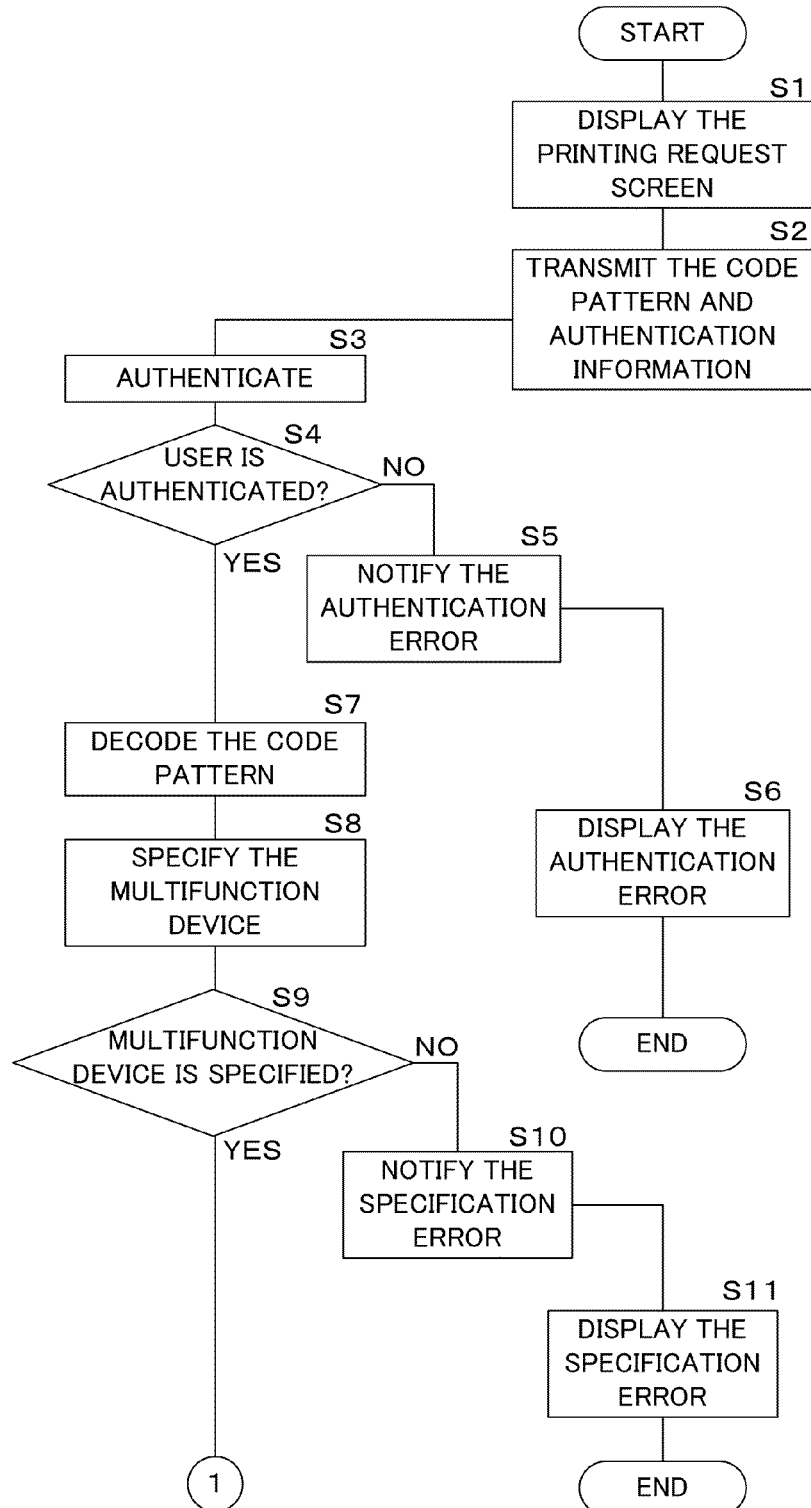 START
S1
DISPLAY THE
PRINTING REQUEST
SCREEN
S2
TRANSMIT THE CODE
PATTERN AND
AUTHENTICATION
INFORMATION
S3
AUTHENTICATE
S4
USER IS
AUTHENTICATED?
NO
YES
S5
NOTIFY THE
AUTHENTICATION
ERROR
S6
DISPLAY THE
AUTHENTICATION
ERROR
END
S7
DECODE THE CODE
PATTERN
S8
SPECIFY THE
MULTIFUNCTION
DEVICE
S9
MULTIFUNCTION
DEVICE IS SPECIFIED?
NO
YES
S10
NOTIFY THE
SPECIFICATION
ERROR
S11
DISPLAY THE
SPECIFICATION
ERROR
END
1